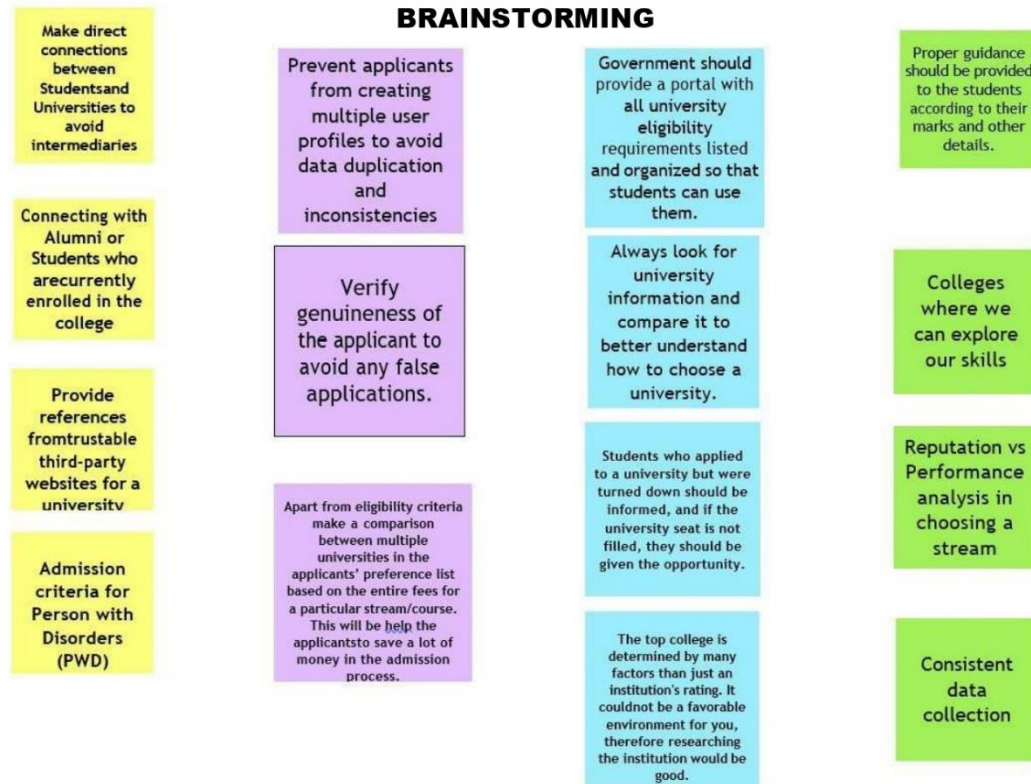 BRAINSTORMING
Make direct
connections
between
Studentsand
Universities to
avoid
intermediaries
Connecting with
Alumni or
Students who
arecurrently
enrolled in the
college
Provide
references
fromtrustable
third-party
websites for a
university
Admission
criteria for
Person with
Disorders
(PWD)
Prevent applicants
from creating
multiple user
profiles to avoid
data duplication
and
inconsistencies
Verify
genuineness of
the applicant to
avoid any false
applications.
Apart from eligibility criteria
make a comparison
between multiple
universities in the
applicants' preference list
based on the entire fees for
a particular stream/course.
This will be help the
applicantsto save a lot of
money in the admission
process.
Government should
provide a portal with
all university
eligibility
requirements listed
and organized so that
students can use
them.
Always look for
university
information and
compare it to
better understand
how to choose a
university.
Students who applied
to a university but were
turned down should be
informed, and if the
university seat is not
filled, they should be
given the opportunity.
The top college is
determined by many
factors than just an
institution's rating. It
couldnot be a favorable
environment for you,
therefore researching
the institution would be
good.
Proper guidance
should be provided
to the students
according to their
marks and other
details.
Colleges
where we
can explore
our skills
Reputation vs
Performance
analysis in
choosing a
stream
Consistent
data
collection